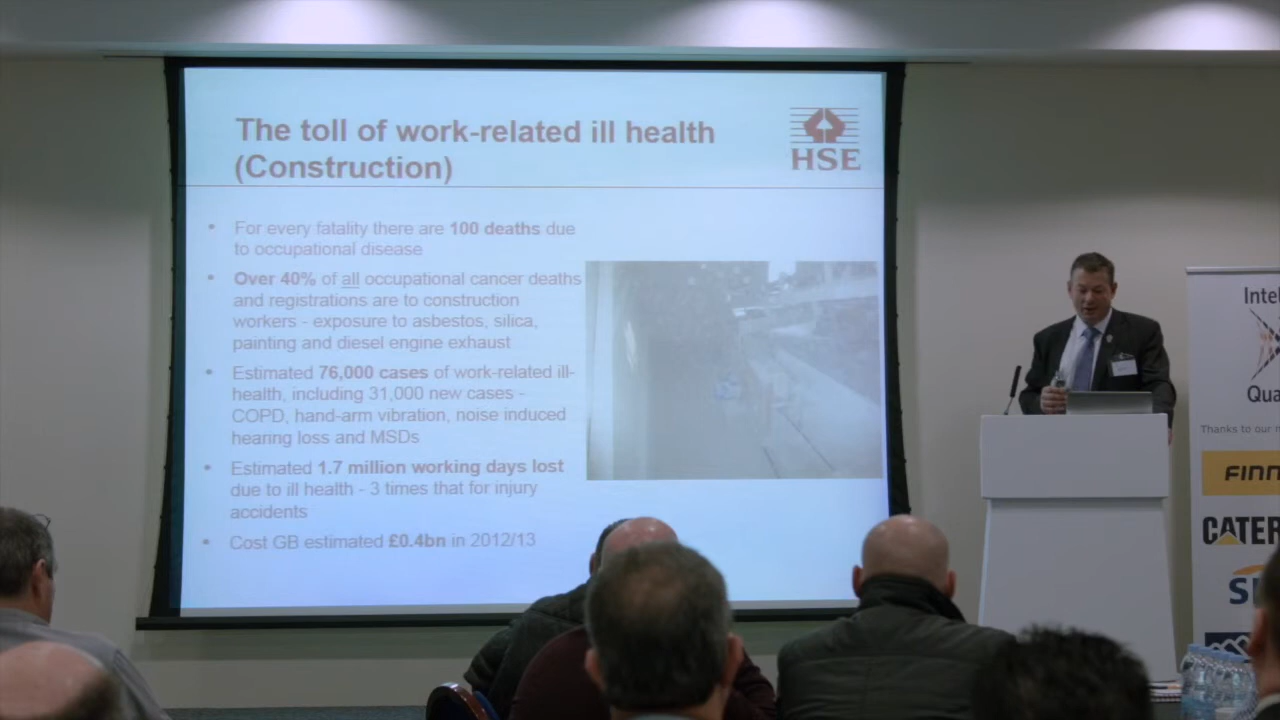 The toll of work-related ill health
(Construction)
HSE
• For every fatality there are 100 deaths due
to occupational disease
• Over 40% of all occupational cancer deaths
and registrations are to construction
workers - exposure to asbestos, silica,
painting and diesel engine exhaust
• Estimated 76,000 cases of work-related ill-
health, including 31,000 new cases -
COPD, hand-arm vibration, noise induced
hearing loss and MSDs
• Estimated 1.7 million working days lost
due to ill health - 3 times that for injury
accidents
• Cost GB estimated £0.4bn in 2012/13
Intel
Qua
Thanks to our
FINN
CATER